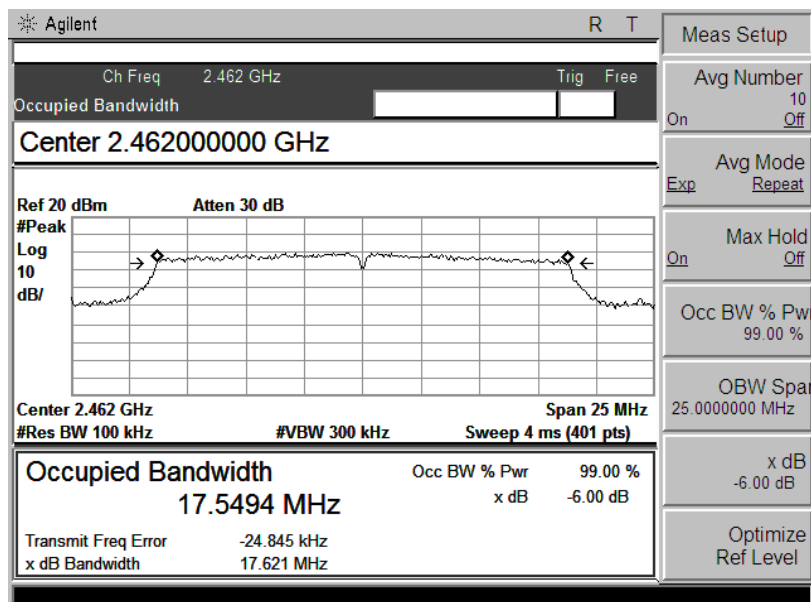 Agilent R T
Meas Setup
Ch Freq 2.462 GHz Trig Free
Occupied Bandwidth
Avg Number
10
On Off
Center 2.462000000 GHz
Avg Mode
Exp Repeat
Ref 20 dBm Atten 30 dB
#Peak
Log
10
dB/
Max Hold
On Off
Occ BW % Pwr
99.00 %
Center 2.462 GHz Span 25 MHz
#Res BW 100 kHz #VBW 300 kHz Sweep 4 ms (401 pts)
OBW Span
25.0000000 MHz
Occupied Bandwidth Occ BW % Pwr 99.00 %
17.5494 MHz x dB -6.00 dB
x dB
-6.00 dB
Transmit Freq Error -24.845 kHz
x dB Bandwidth 17.621 MHz
Optimize
Ref Level